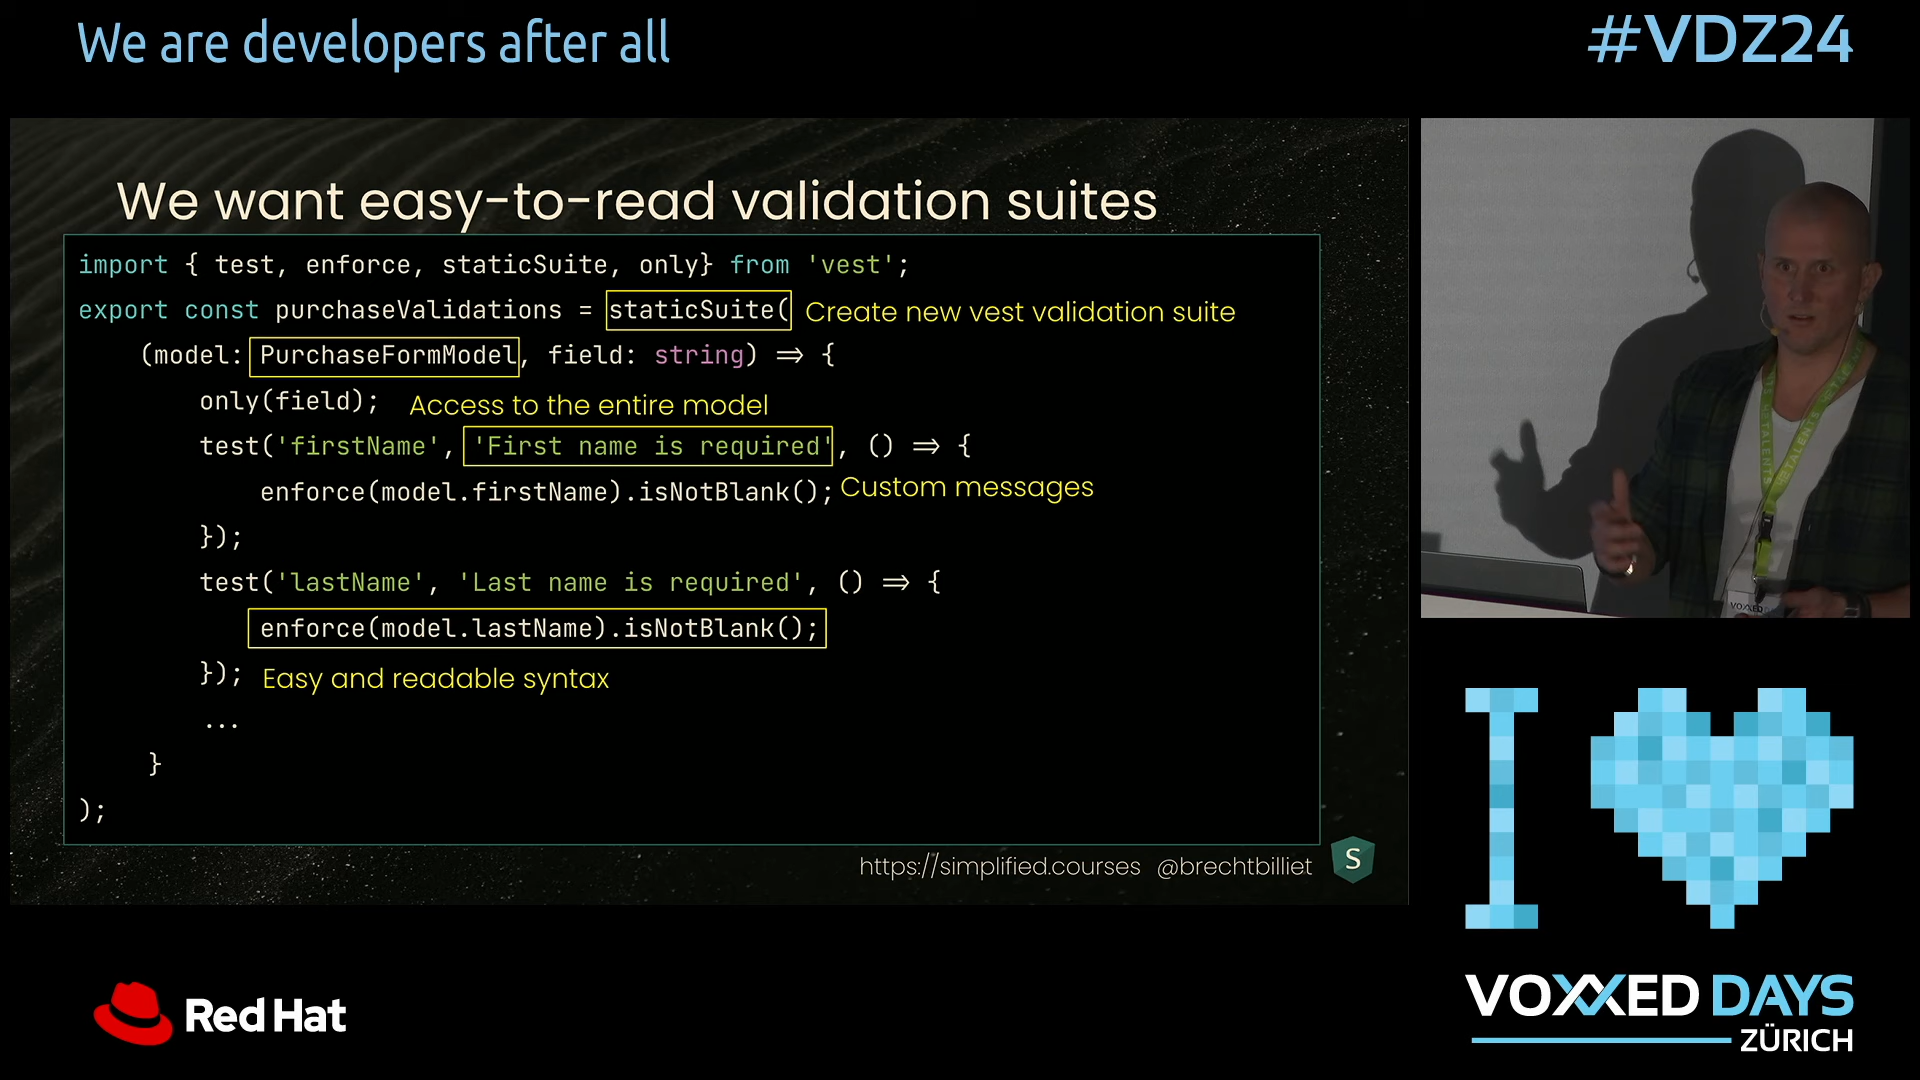 We are developers after all
#VDZ24
We want easy-to-read validation suites
import { test, enforce, staticSuite, only} from 'vest';
export const purchaseValidations = staticSuite( Create new vest validation suite
(model: PurchaseFormModel, field: string) => {
only(field); Access to the entire model
test('firstName', 'First name is required', () => {
enforce(model.firstName).isNotBlank(); Custom messages
});
test('lastName', 'Last name is required', () => {
enforce(model.lastName).isNotBlank();
}); Easy and readable syntax
...
}
);
https://simplified.courses @brechtbilliet
S
I
Red Hat
VOXXED DAYS
ZÜRICH